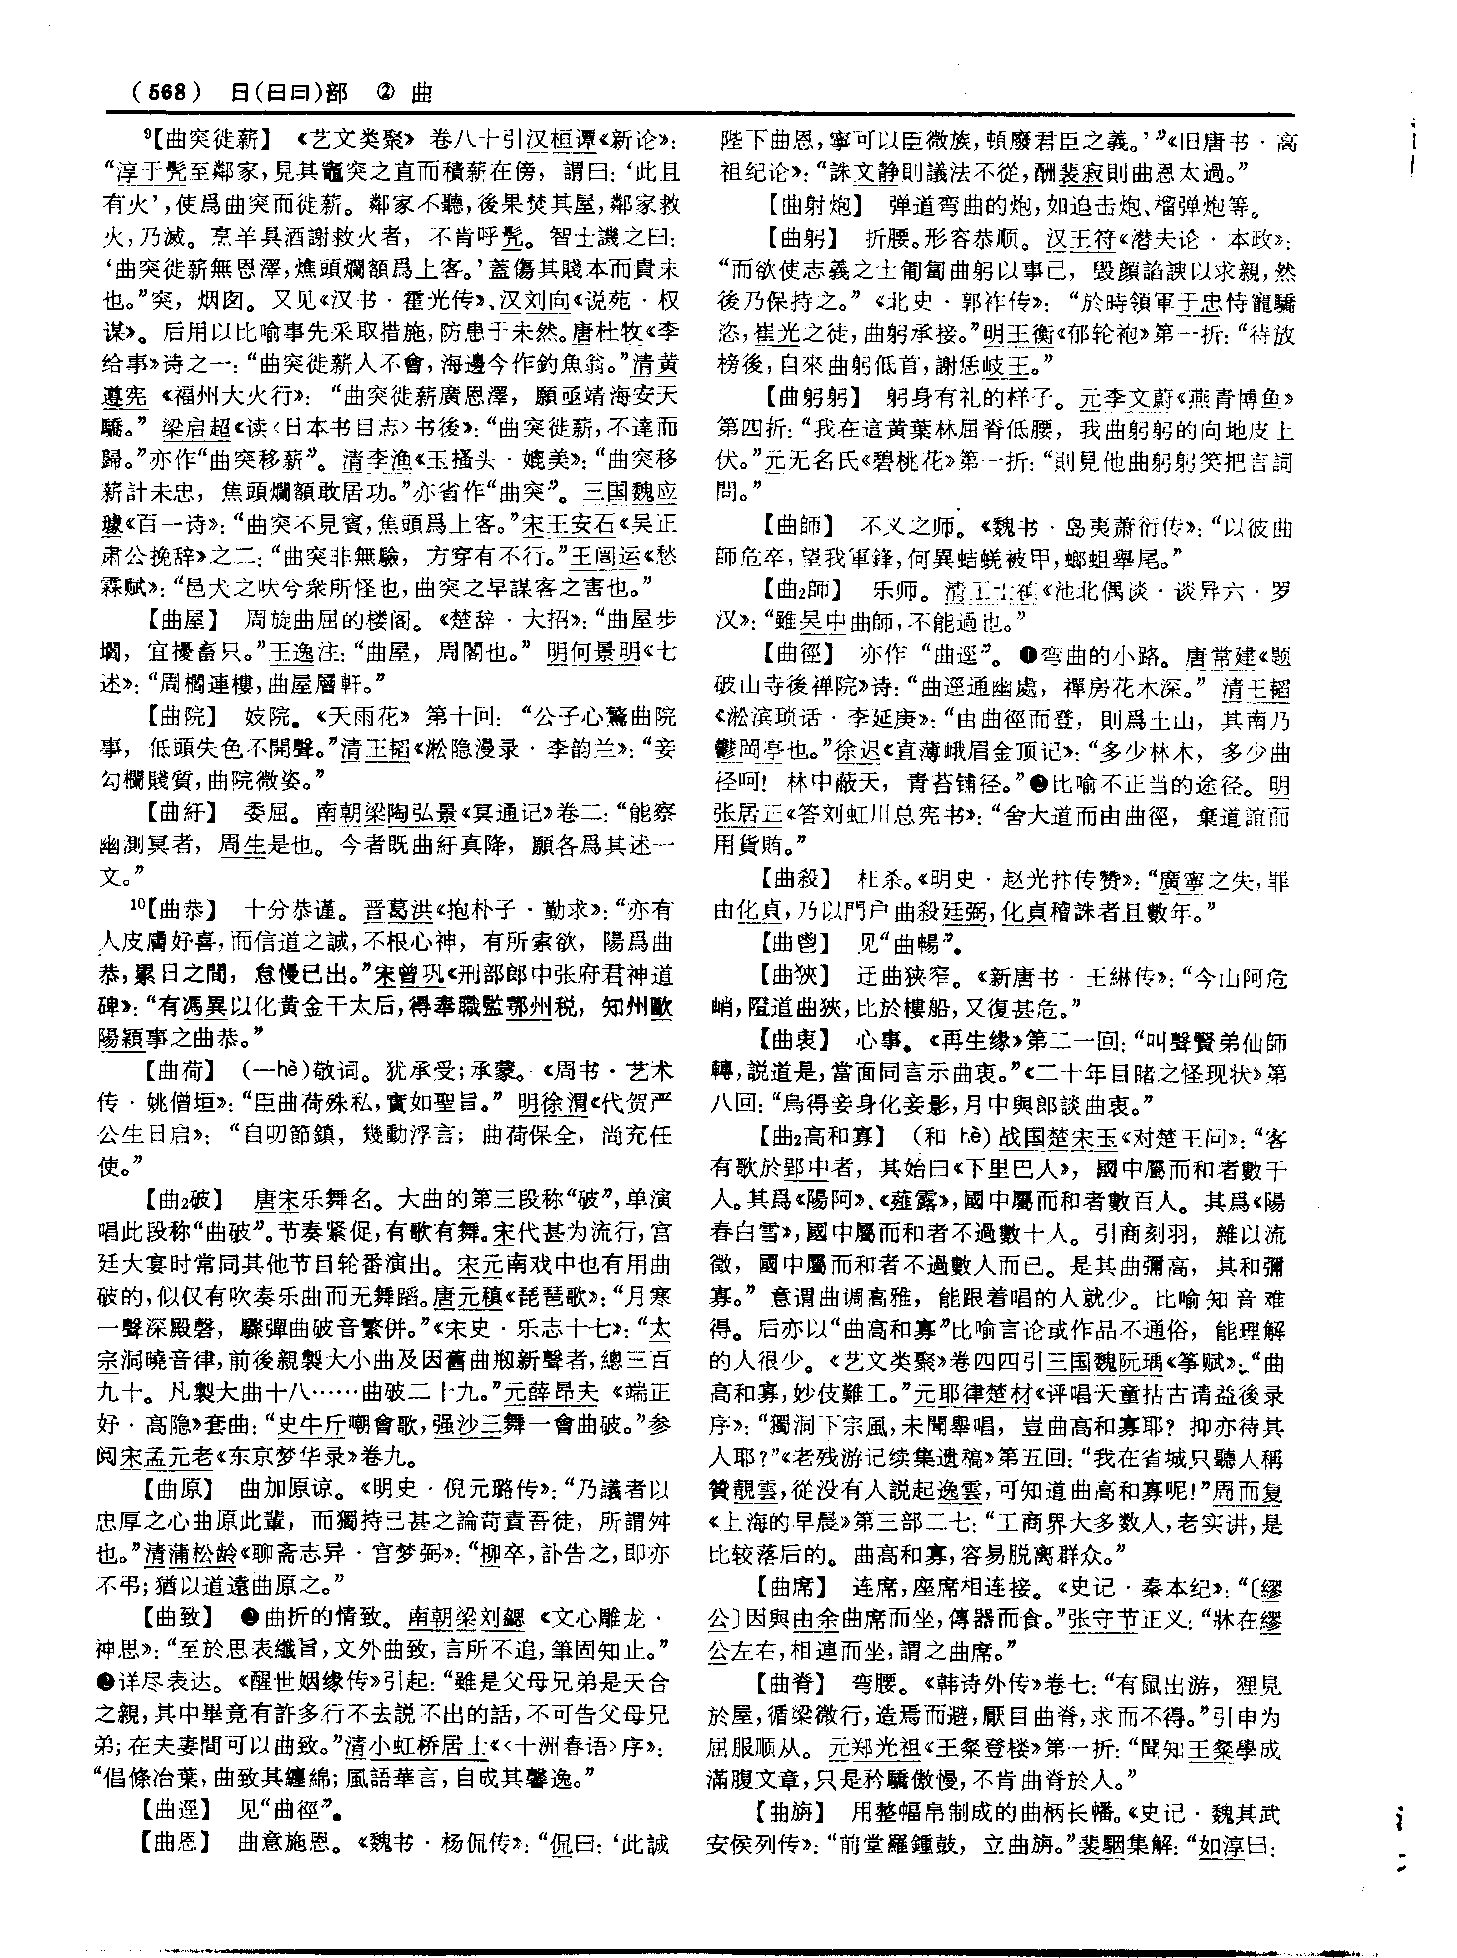 (568) 日(日曰)部 ② 曲
⁹【曲突徙薪】 《艺文类聚》卷八十引汉桓谭《新论》：
“淳于髡至鄰家，見其竈突之直而積薪在傍，謂曰：‘此且
有火’，使爲曲突而徙薪。鄰家不聽，後果焚其屋，鄰家救
火，乃滅。烹羊具酒謝救火者，不肯呼髡。智士譏之曰：
‘曲突徙薪無恩澤，燋頭爛額爲上客。’蓋傷其賤本而貴末
也。”突，烟囱。又见《汉书·霍光传》、汉刘向《说苑·权
谋》。后用以比喻事先采取措施，防患于未然。唐杜牧《李
给事》诗之一：“曲突徙薪人不會，海邊今作釣魚翁。”清黄
遵宪《福州大火行》：“曲突徙薪廣恩澤，願亟靖海安天
驕。”梁启超《读〈日本书目志〉书後》：“曲突徙薪，不達而
歸。”亦作“曲突移薪”。清李渔《玉搔头·媲美》：“曲突移
薪計未忠，焦頭爛額敢居功。”亦省作“曲突”。三国魏应
璩《百一诗》：“曲突不見賓，焦頭爲上客。”宋王安石《吴正
肃公挽辞》之二：“曲突非無驗，方穿有不行。”王闿运《愁
霖赋》：“邑犬之吠兮衆所怪也，曲突之早謀客之害也。”
【曲屋】 周旋曲屈的楼阁。《楚辞·大招》：“曲屋步
壛，宜擾畜只。”王逸注：“曲屋，周閣也。”明何景明《七
述》：“周櫩連樓，曲屋層軒。”
【曲院】 妓院。《天雨花》第十回：“公子心驚曲院
事，低頭失色不開聲。”清王韬《淞隐漫录·李韵兰》：“妾
勾欄賤質，曲院微姿。”
【曲紆】 委屈。南朝梁陶弘景《冥通记》卷二：“能察
幽測冥者，周生是也。今者既曲紆真降，願各爲其述一
文。”
¹⁰【曲恭】 十分恭谨。晋葛洪《抱朴子·勤求》：“亦有
人皮膚好喜，而信道之誠，不根心神，有所索欲，陽爲曲
恭，累日之間，怠慢已出。”宋曾巩《刑部郎中张府君神道
碑》：“有馮異以化黄金干太后，得奉職監鄂州税，知州歐
陽穎事之曲恭。”
【曲荷】 (—hè)敬词。犹承受；承蒙。《周书·艺术
传·姚僧垣》：“臣曲荷殊私，實如聖旨。”明徐渭《代贺严
公生日启》：“自叨節鎮，幾動浮言；曲荷保全，尚充任
使。”
【曲₂破】 唐宋乐舞名。大曲的第三段称“破”，单演
唱此段称“曲破”。节奏紧促，有歌有舞。宋代甚为流行，宫
廷大宴时常同其他节目轮番演出。宋元南戏中也有用曲
破的，似仅有吹奏乐曲而无舞蹈。唐元稹《琵琶歌》：“月寒
一聲深殿磬，驟彈曲破音繁併。”《宋史·乐志十七》：“太
宗洞曉音律，前後親製大小曲及因舊曲刱新聲者，總三百
九十。凡製大曲十八……曲破二十九。”元薛昂夫《端正
好·高隐》套曲：“史牛斤嘲會歌，强沙三舞一會曲破。”参
阅宋孟元老《东京梦华录》卷九。
【曲原】 曲加原谅。《明史·倪元璐传》：“乃議者以
忠厚之心曲原此輩，而獨持已甚之論苛責吾徒，所謂舛
也。”清蒲松龄《聊斋志异·宫梦弼》：“柳卒，訃告之，即亦
不弔；猶以道遠曲原之。”
【曲致】 ❶曲折的情致。南朝梁刘勰《文心雕龙·
神思》：“至於思表纖旨，文外曲致，言所不追，筆固知止。”
❷详尽表达。《醒世姻缘传》引起：“雖是父母兄弟是天合
之親，其中畢竟有許多行不去説不出的話，不可告父母兄
弟；在夫妻間可以曲致。”清小虹桥居士《〈十洲春语〉序》：
“倡條冶葉，曲致其纏綿；風語華言，自成其馨逸。”
【曲逕】 见“曲徑”。
【曲恩】 曲意施恩。《魏书·杨侃传》：“侃曰：‘此誠
陛下曲恩，寧可以臣微族，頓廢君臣之義。’”《旧唐书·高
祖纪论》：“誅文静則議法不從，酬裴寂則曲恩太過。”
【曲射炮】 弹道弯曲的炮，如迫击炮、榴弹炮等。
【曲躬】 折腰。形容恭顺。汉王符《潜夫论·本政》：
“而欲使志義之士匍匐曲躬以事己，毁顔諂諛以求親，然
後乃保持之。”《北史·郭祚传》：“於時領軍于忠恃寵驕
恣，崔光之徒，曲躬承接。”明王衡《郁轮袍》第一折：“待放
榜後，自來曲躬低首，謝恁岐王。”
【曲躬躬】 躬身有礼的样子。元李文蔚《燕青博鱼》
第四折：“我在這黄葉林屈脊低腰，我曲躬躬的向地皮上
伏。”元无名氏《碧桃花》第一折：“則見他曲躬躬笑把言詞
問。”
【曲師】 不义之师。《魏书·岛夷萧衍传》：“以彼曲
師危卒，望我軍鋒，何異蛣蜣被甲，螂蛆舉尾。”
【曲₂師】 乐师。清王士禛《池北偶谈·谈异六·罗
汉》：“雖吴中曲師，不能過也。”
【曲徑】 亦作“曲逕”。❶弯曲的小路。唐常建《题
破山寺後禅院》诗：“曲逕通幽處，禪房花木深。”清王韬
《淞滨琐话·李延庚》：“由曲徑而登，則爲土山，其南乃
鬱岡亭也。”徐迟《直薄峨眉金顶记》：“多少林木，多少曲
径呵！林中蔽天，青苔铺径。”❷比喻不正当的途径。明
张居正《答刘虹川总宪书》：“舍大道而由曲徑，棄道誼而
用貨賄。”
【曲殺】 枉杀。《明史·赵光抃传赞》：“廣寧之失，罪
由化貞，乃以門户曲殺廷弼，化貞稽誅者且數年。”
【曲鬯】 见“曲暢”。
【曲狹】 迂曲狭窄。《新唐书·王綝传》：“今山阿危
峭，隥道曲狹，比於樓船，又復甚危。”
【曲衷】 心事。《再生缘》第二一回：“叫聲賢弟仙師
轉，説道是，當面同言示曲衷。”《二十年目睹之怪现状》第
八回：“烏得妾身化妾影，月中與郎談曲衷。”
【曲₂高和寡】 (和 hè)战国楚宋玉《对楚王问》：“客
有歌於郢中者，其始曰《下里巴人》，國中屬而和者數千
人。其爲《陽阿》、《薤露》，國中屬而和者數百人。其爲《陽
春白雪》，國中屬而和者不過數十人。引商刻羽，雜以流
徵，國中屬而和者不過數人而已。是其曲彌高，其和彌
寡。”意谓曲调高雅，能跟着唱的人就少。比喻知音难
得。后亦以“曲高和寡”比喻言论或作品不通俗，能理解
的人很少。《艺文类聚》卷四四引三国魏阮瑀《筝赋》：“曲
高和寡，妙伎難工。”元耶律楚材《评唱天童拈古请益後录
序》：“獨洞下宗風，未聞舉唱，豈曲高和寡耶？抑亦待其
人耶？”《老残游记续集遗稿》第五回：“我在省城只聽人稱
贊靚雲，從没有人説起逸雲，可知道曲高和寡呢！”周而复
《上海的早晨》第三部二七：“工商界大多数人，老实讲，是
比较落后的。曲高和寡，容易脱离群众。”
【曲席】 连席，座席相连接。《史记·秦本纪》：“〔繆
公〕因與由余曲席而坐，傳器而食。”张守节正义：“牀在繆
公左右，相連而坐，謂之曲席。”
【曲脊】 弯腰。《韩诗外传》卷七：“有鼠出游，狸見
於屋，循梁微行，造焉而避，厭目曲脊，求而不得。”引申为
屈服顺从。元郑光祖《王粲登楼》第一折：“聞知王粲學成
滿腹文章，只是矜驕傲慢，不肯曲脊於人。”
【曲旃】 用整幅帛制成的曲柄长幡。《史记·魏其武
安侯列传》：“前堂羅鍾鼓，立曲旃。”裴駰集解：“如淳曰：